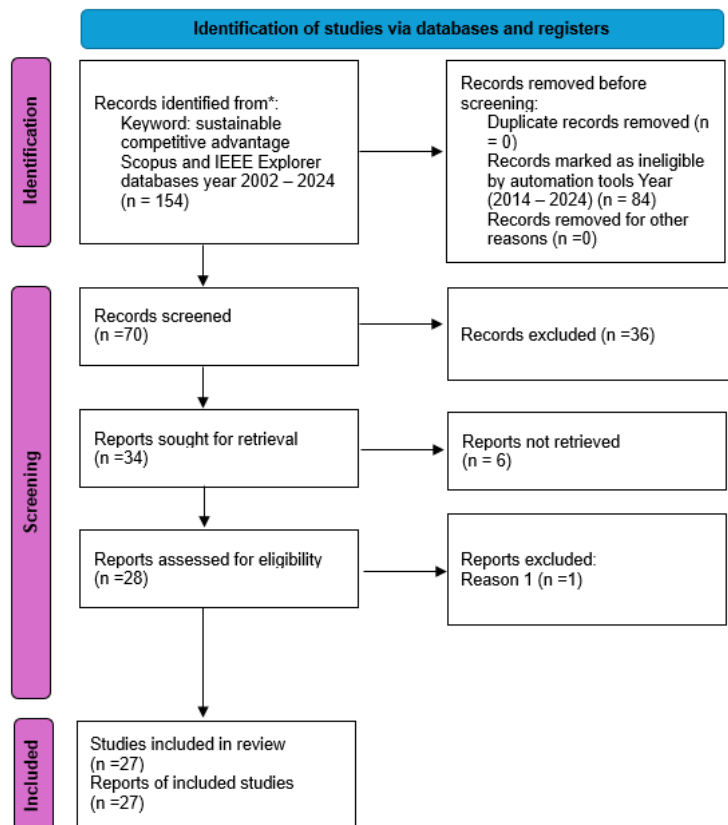 Identification of studies via databases and registers
Identification
Records identified from*:
Keyword: sustainable
competitive advantage
Scopus and IEEE Explorer
databases year 2002 – 2024
(n = 154)
Records removed before
screening:
Duplicate records removed (n
= 0)
Records marked as ineligible
by automation tools Year
(2014 – 2024) (n = 84)
Records removed for other
reasons (n =0)
Screening
Records screened
(n =70)
Records excluded (n =36)
Reports sought for retrieval
(n =34)
Reports not retrieved
(n = 6)
Reports assessed for eligibility
(n =28)
Reports excluded:
Reason 1 (n =1)
Included
Studies included in review
(n =27)
Reports of included studies
(n =27)